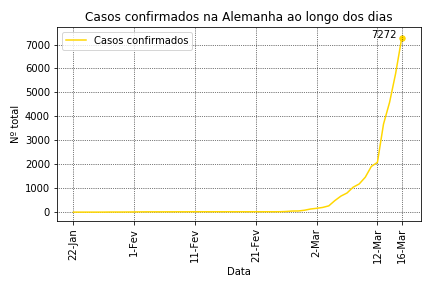 Casos confirmados na Alemanha ao longo dos dias
Casos confirmados
7272
Nº total
7000
6000
5000
4000
3000
2000
1000
0
22-Jan
1-Fev
11-Fev
21-Fev
2-Mar
12-Mar
16-Mar
Data